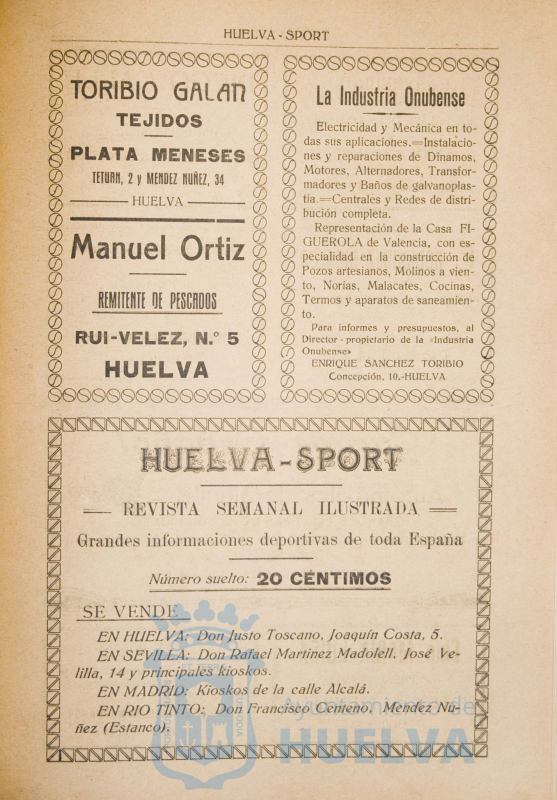 HUELVA - SPORT
TORIBIO GALAN
TEJIDOS
PLATA MENESES
TETUAN, 2 y MENDEZ NUÑEZ, 34
HUELVA
Manuel Ortiz
REMITENTE DE PESCADOS
RUI-VELEZ, N.º 5
HUELVA
La Industria Onubense
Electricidad y Mecánica en to-
das sus aplicaciones.=Instalacio-
nes y reparaciones de Dinamos,
Motores, Alternadores, Transfor-
madores y Baños de galvanoplas-
tia.=Centrales y Redes de distri-
bución completa.
Representación de la Casa FI-
GUEROLA de Valencia, con es-
pecialidad en la construcción de
Pozos artesianos, Molinos a vien-
to, Norias, Malacates, Cocinas,
Termos y aparatos de saneamien-
to.
Para informes y presupuestos, al
Director-propietario de la «Industria
Onubense»
ENRIQUE SANCHEZ TORIBIO
Concepción, 10.-HUELVA
HUELVA-SPORT
REVISTA SEMANAL ILUSTRADA
Grandes informaciones deportivas de toda España
Número suelto: 20 CÉNTIMOS
SE VENDE
EN HUELVA: Don Justo Toscano, Joaquín Costa, 5.
EN SEVILLA: Don Rafael Martínez Madolell, José Ve-
lilla, 14 y principales kioskos.
EN MADRID: Kioskos de la calle Alcalá.
EN RIO TINTO: Don Francisco Centeno, Mendez Nú-
ñez (Estanco).
Ayuntamiento de
HUELVA